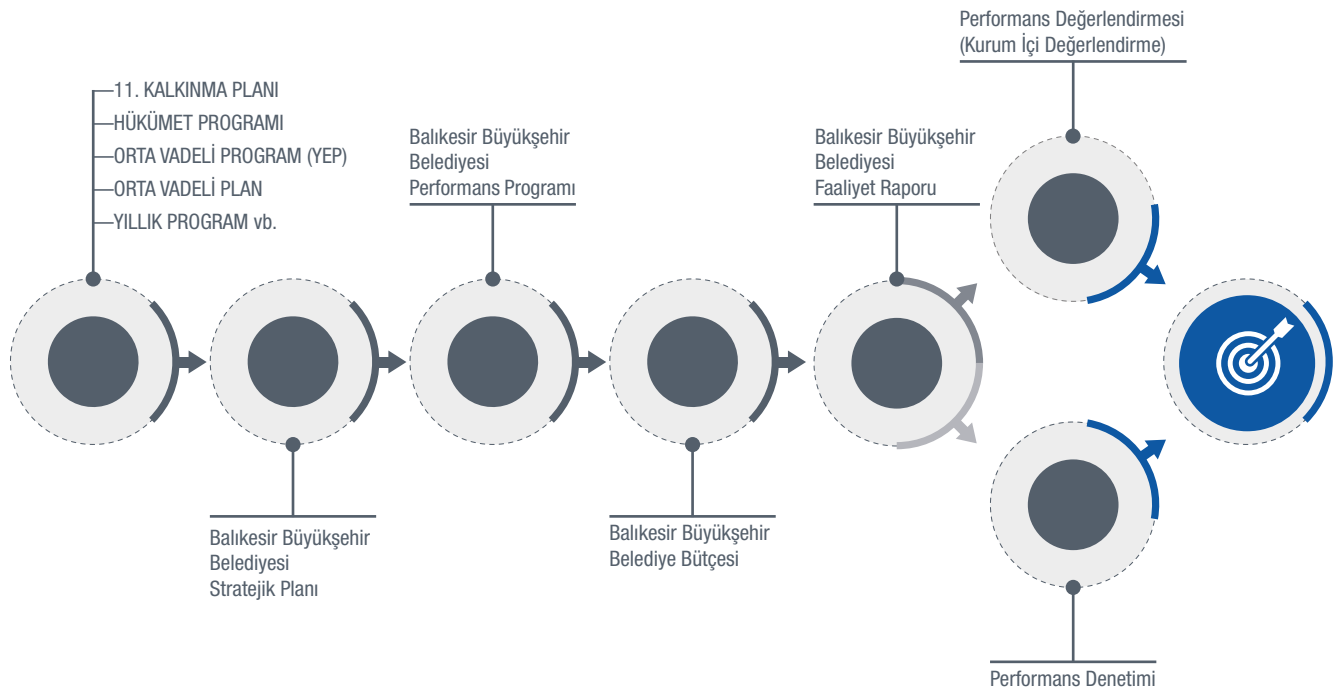 11. KALKINMA PLANI
HÜKÜMET PROGRAMI
ORTA VADELİ PROGRAM (YEP)
ORTA VADELİ PLAN
YILLIK PROGRAM vb.
Balıkesir Büyükşehir
Belediyesi
Stratejik Planı
Balıkesir Büyükşehir
Belediyesi
Performans Programı
Balıkesir Büyükşehir
Belediye Bütçesi
Balıkesir Büyükşehir
Belediyesi
Faaliyet Raporu
Performans Değerlendirmesi
(Kurum İçi Değerlendirme)
Performans Denetimi